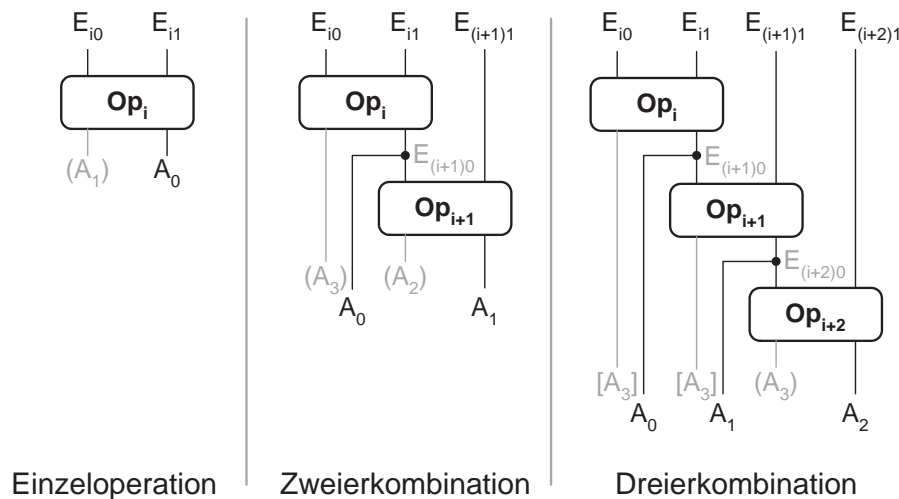 E_i0 E_i1 E_i0 E_i1 E_(i+1)1 E_i0 E_i1 E_(i+1)1 E_(i+2)1
Op_i Op_i Op_i
(A_1) A_0 E_(i+1)0 E_(i+1)0
Op_i+1 Op_i+1
(A_3) (A_2) E_(i+2)0
A_0 A_1 Op_i+2
[A_3] [A_3] (A_3)
A_0 A_1 A_2
Einzeloperation Zweierkombination Dreierkombination